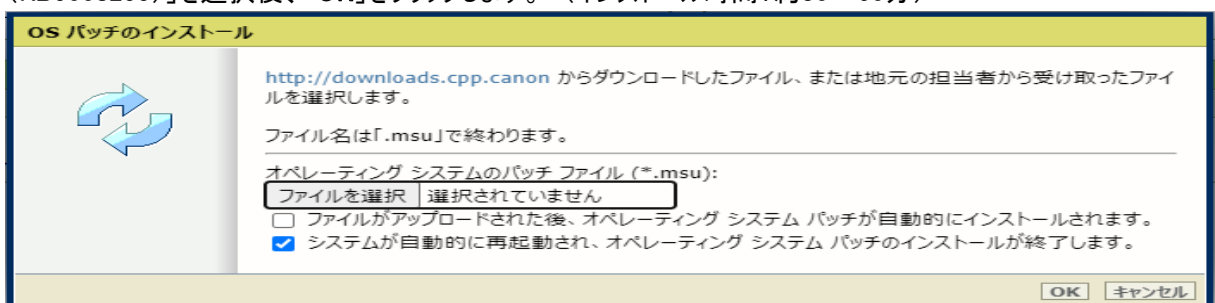 OS パッチのインストール
http://downloads.cpp.canon からダウンロードしたファイル、または地元の担当者から受け取ったファイ
ルを選択します。
ファイル名は「.msu」で終わります。
オペレーティング システムのパッチ ファイル (*.msu):
ファイルを選択 選択されていません
ファイルがアップロードされた後、オペレーティング システム パッチが自動的にインストールされます。
システムが自動的に再起動され、オペレーティング システム パッチのインストールが終了します。
OK キャンセル